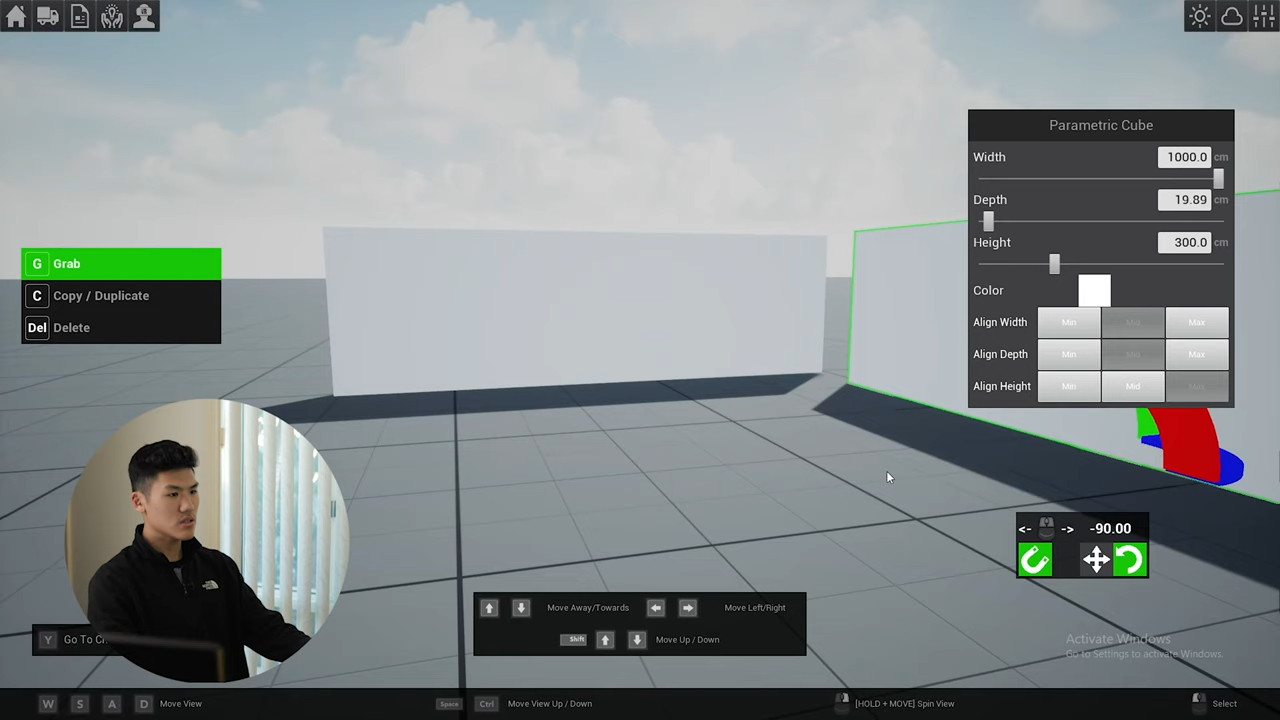 Parametric Cube
Width 1000.0 cm
Depth 19.89 cm
Height 300.0 cm
Color
Align Width Min Mid Max
Align Depth Min Mid Max
Align Height Min Mid Max
G Grab
C Copy / Duplicate
Del Delete
<- -> -90.00
Move Away/Towards Move Left/Right
Shift Move Up / Down
Y Go To
Activate Windows
Go to Settings to activate Windows.
W S A D Move View Space Ctrl Move View Up / Down [HOLD + MOVE] Spin View Select